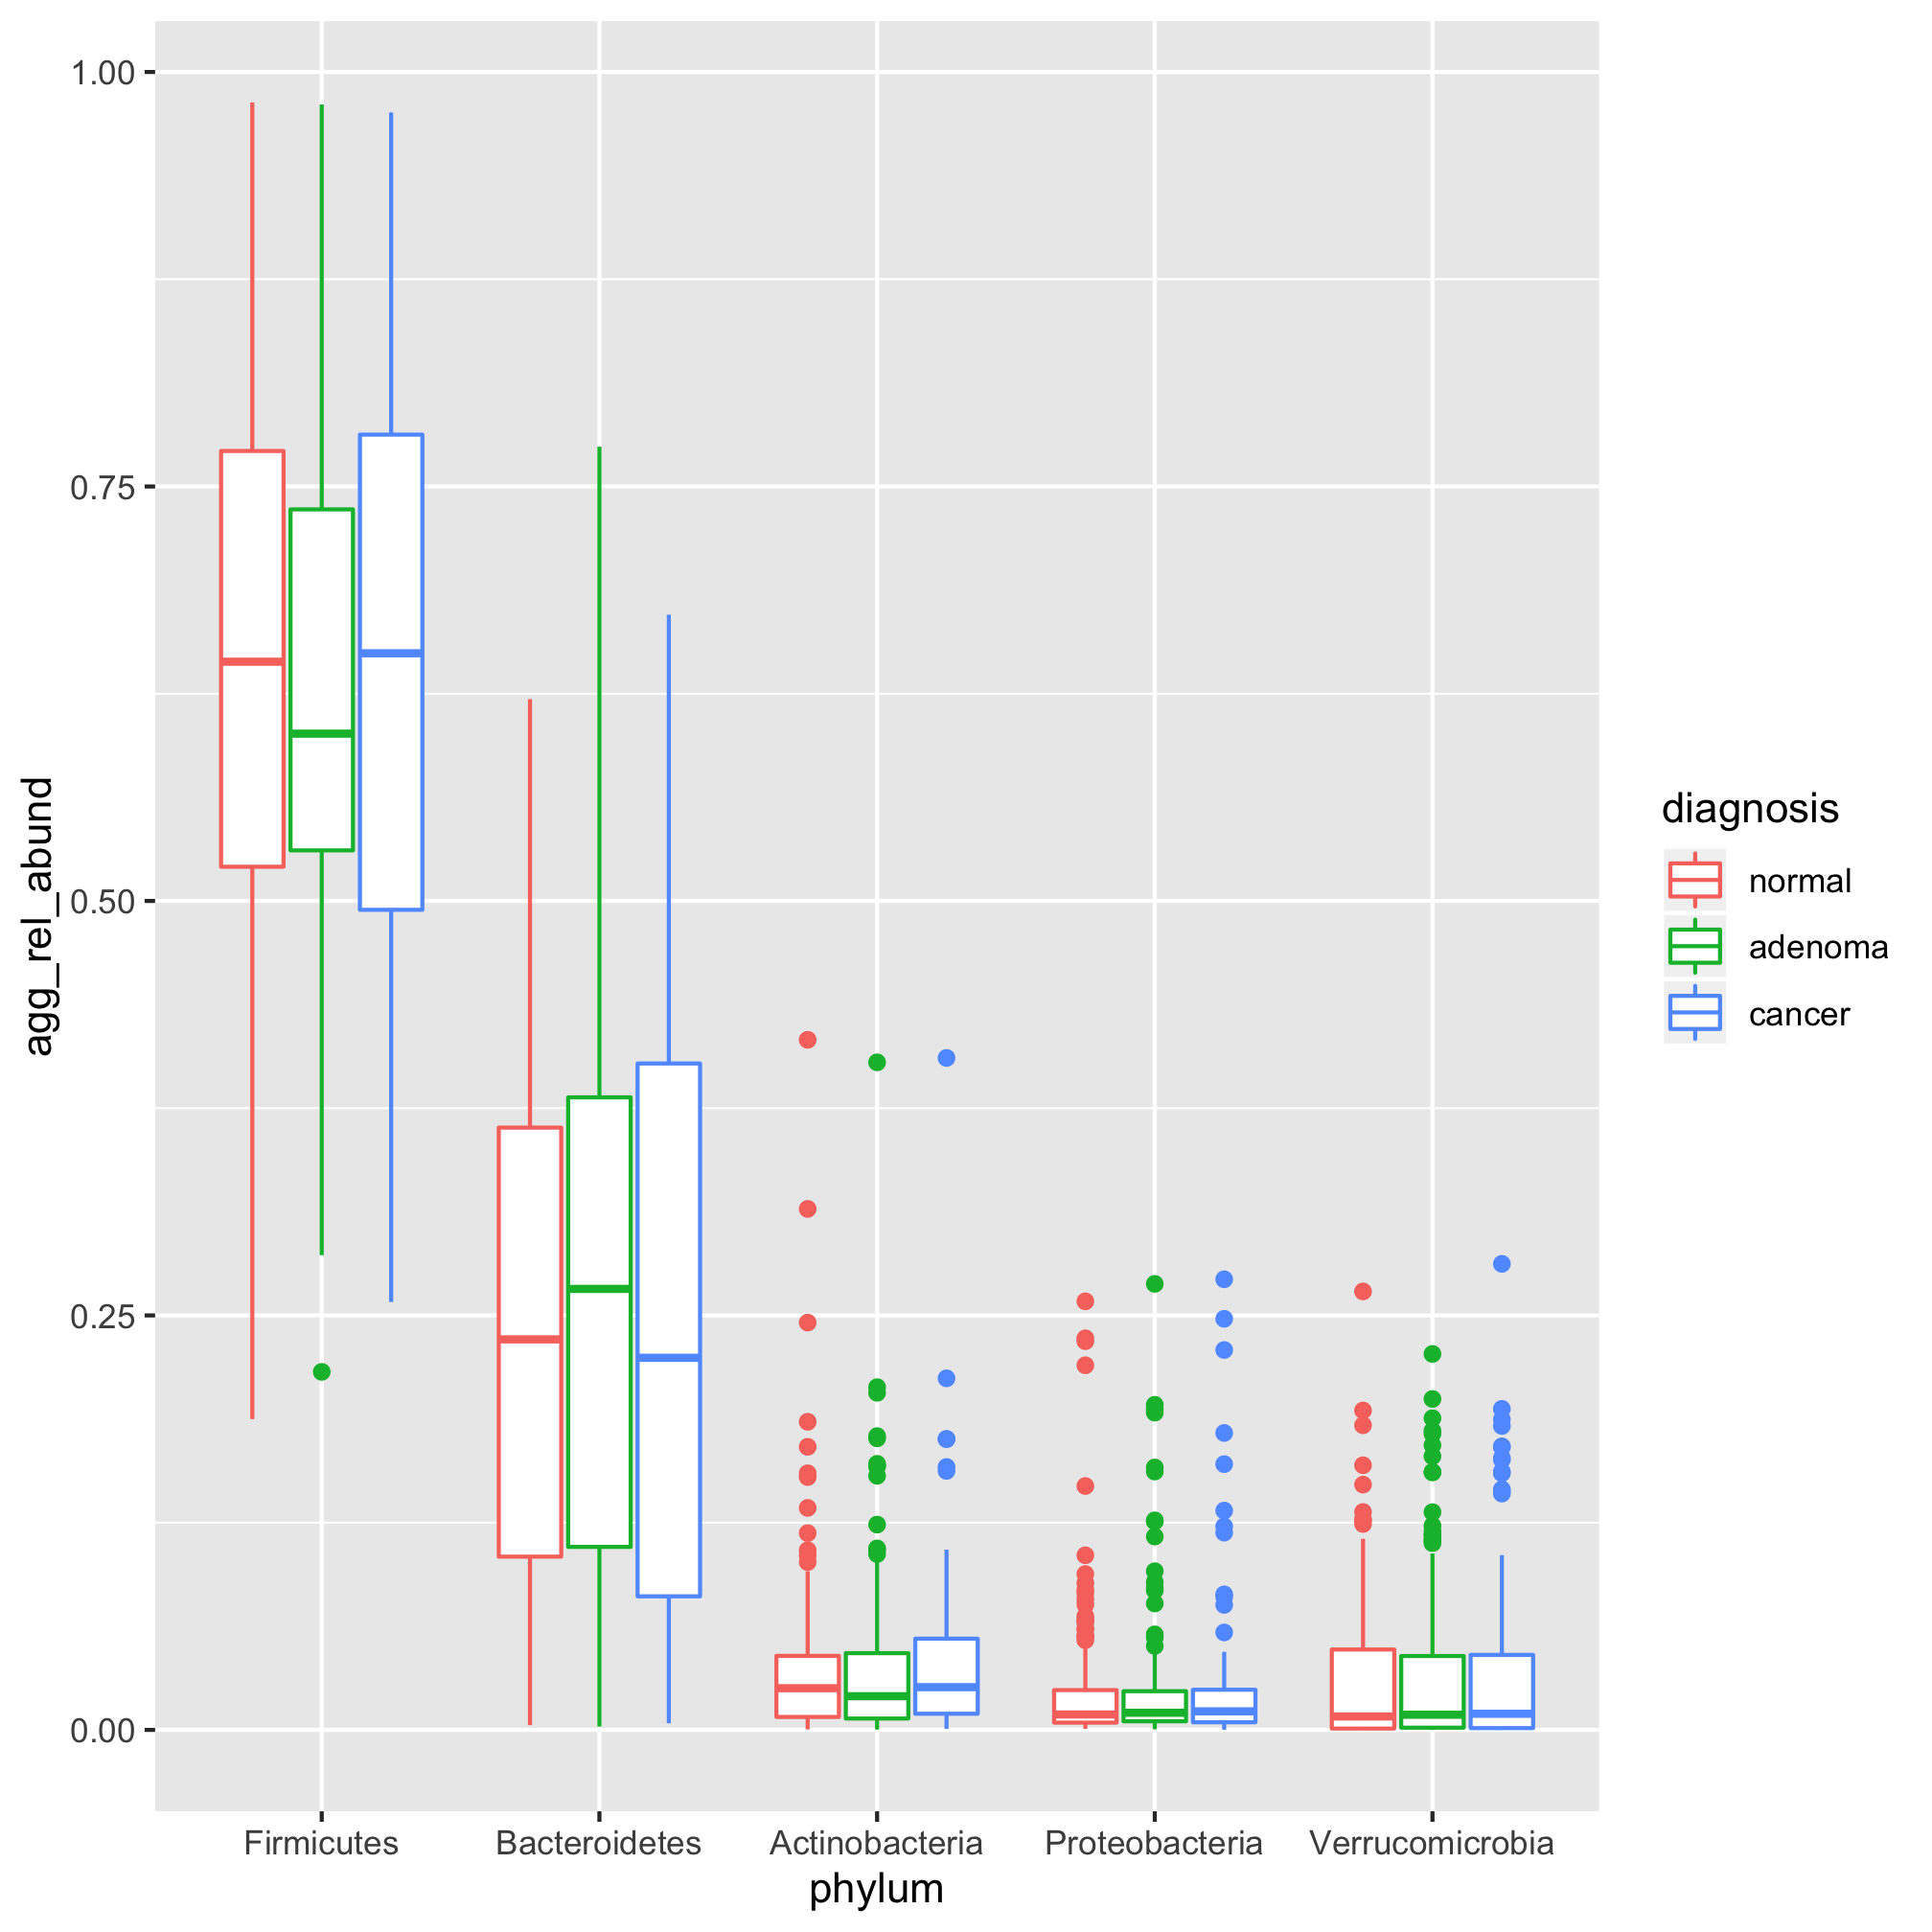 agg_rel_abund
1.00
0.75
0.50
0.25
0.00
Firmicutes Bacteroidetes Actinobacteria Proteobacteria Verrucomicrobia
phylum
diagnosis
normal
adenoma
cancer